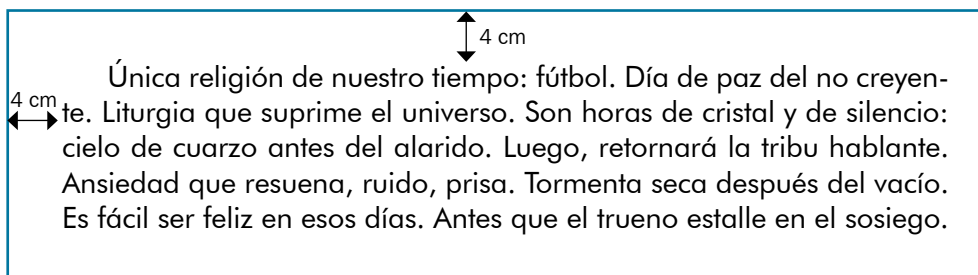 4 cm
Única religión de nuestro tiempo: fútbol. Día de paz del no creyen-
4 cm
te. Liturgia que suprime el universo. Son horas de cristal y de silencio:
cielo de cuarzo antes del alarido. Luego, retornará la tribu hablante.
Ansiedad que resuena, ruido, prisa. Tormenta seca después del vacío.
Es fácil ser feliz en esos días. Antes que el trueno estalle en el sosiego.